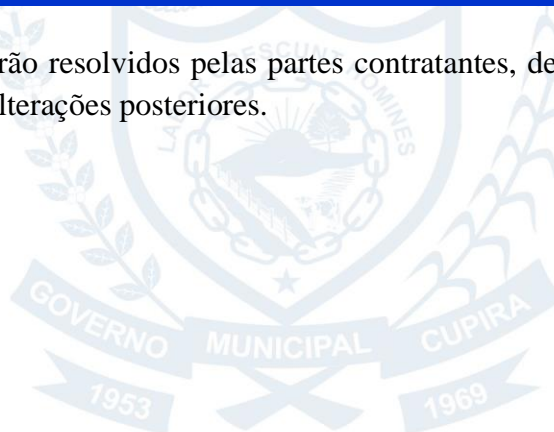 rão resolvidos pelas partes contratantes, de
lterações posteriores.
GOVERNO MUNICIPAL CUPIRA
1953 1969